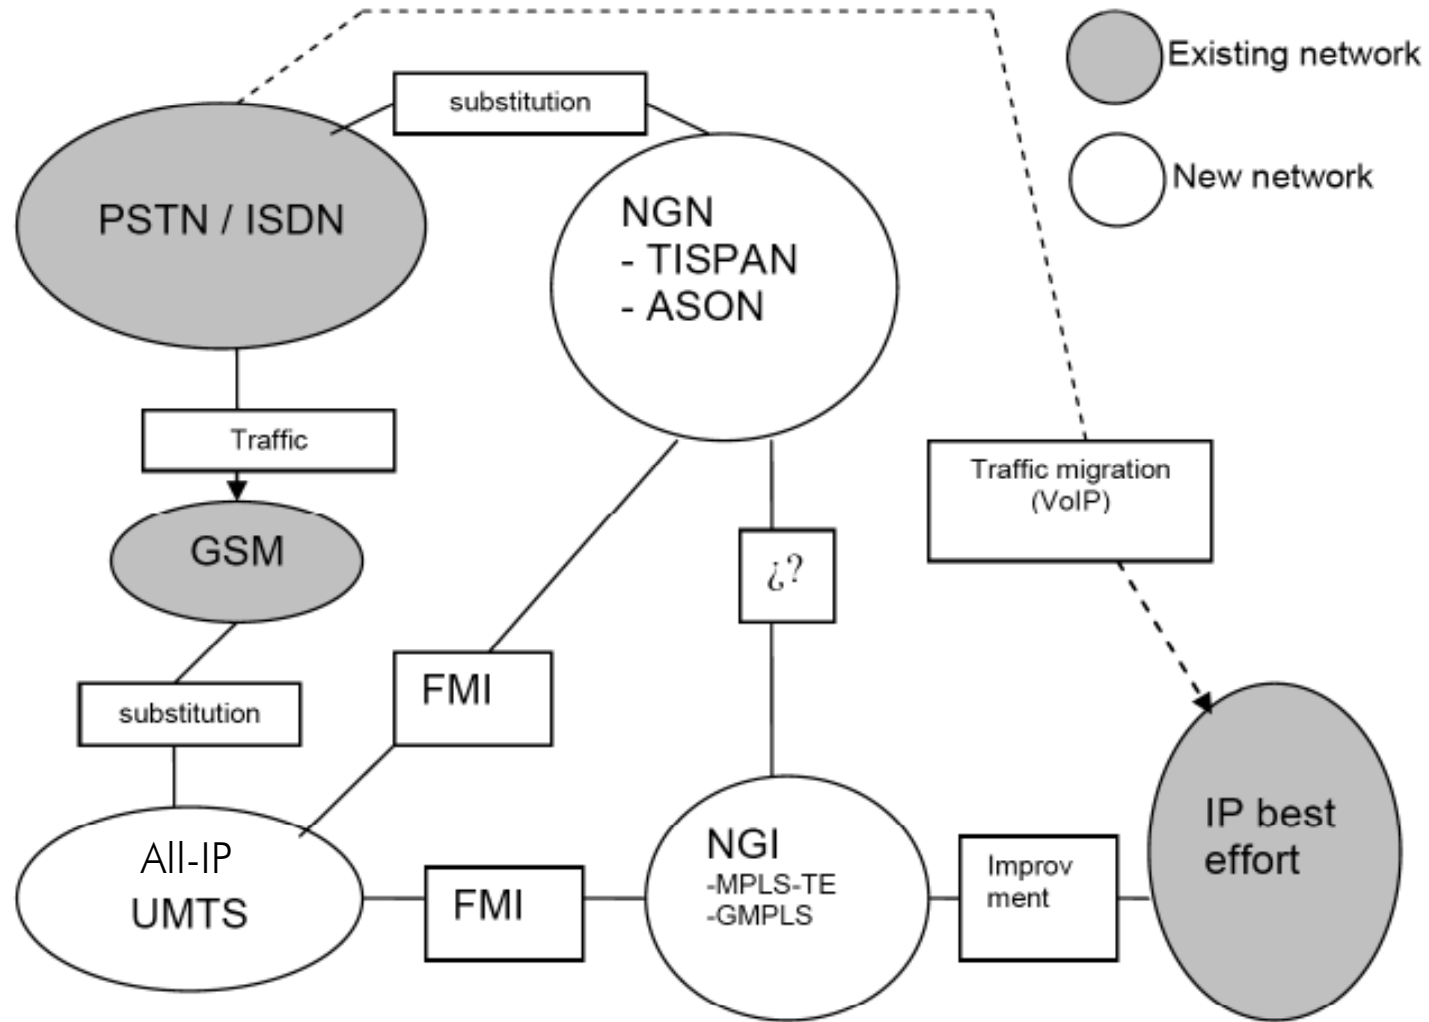 Existing network
substitution
New network
PSTN / ISDN
NGN
- TISPAN
- ASON
Traffic
Traffic migration
(VoIP)
GSM
¿?
FMI
substitution
IP best
effort
All-IP
UMTS
FMI
NGI
-MPLS-TE
-GMPLS
Improv
ment